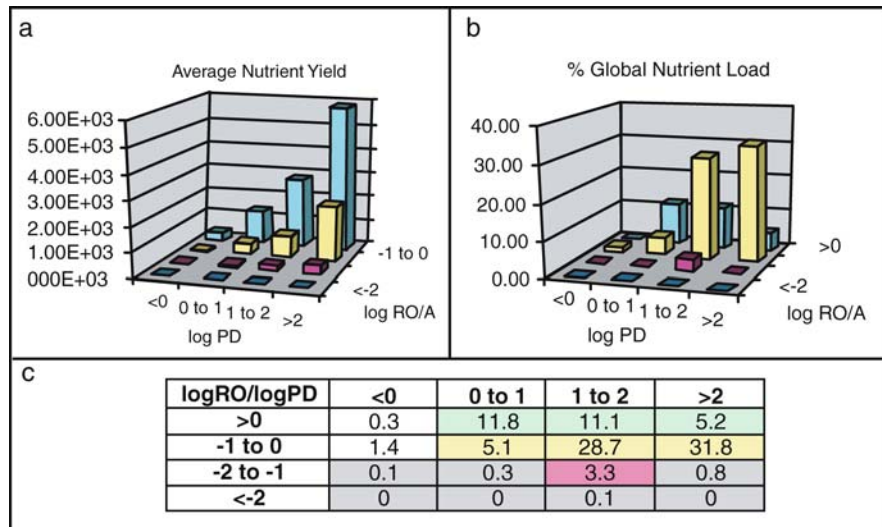 a
Average Nutrient Yield
6.00E+03
5.00E+03
4.00E+03
3.00E+03
2.00E+03
1.00E+03
000E+03
<0
0 to 1
1 to 2
>2
log PD
-1 to 0
<-2
log RO/A
b
% Global Nutrient Load
40.00
30.00
20.00
10.00
0.00
<0
0 to 1
1 to 2
>2
log PD
>0
<-2
log RO/A
c
logRO/logPD <0 0 to 1 1 to 2 >2
>0 0.3 11.8 11.1 5.2
-1 to 0 1.4 5.1 28.7 31.8
-2 to -1 0.1 0.3 3.3 0.8
<-2 0 0 0.1 0